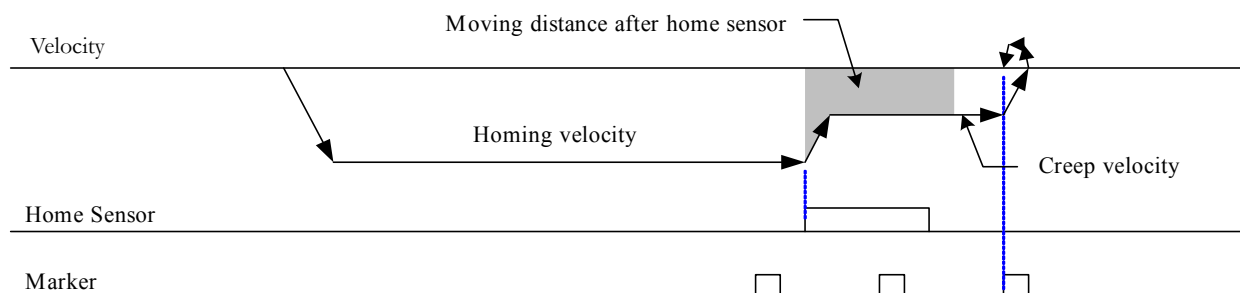 Moving distance after home sensor
Velocity
Homing velocity
Creep velocity
Home Sensor
Marker